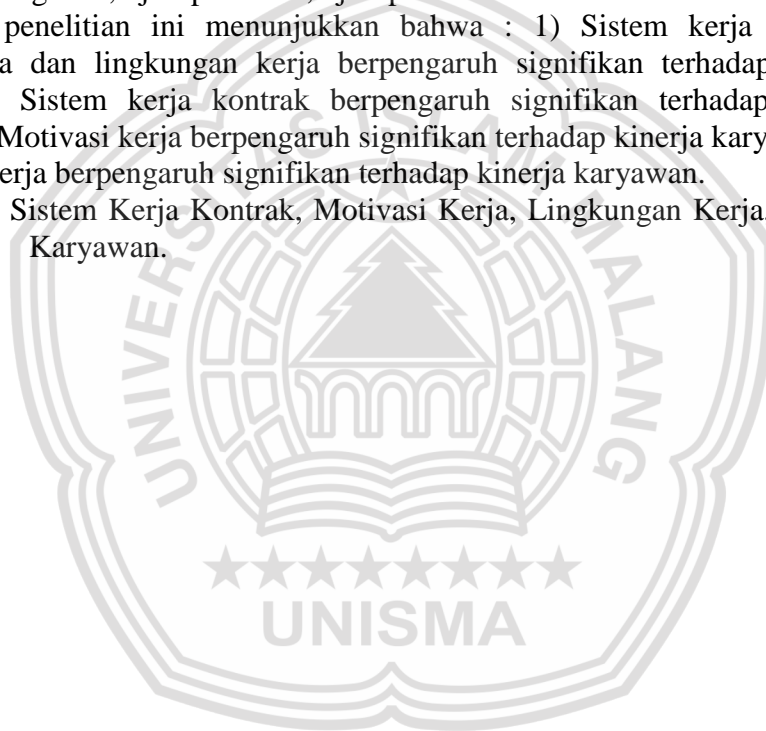 penelitian ini menunjukkan bahwa : 1) Sistem kerja
dan lingkungan kerja berpengaruh signifikan terhadap
Sistem kerja kontrak berpengaruh signifikan terhadap
Motivasi kerja berpengaruh signifikan terhadap kinerja
berpengaruh signifikan terhadap kinerja karyawan.
Sistem Kerja Kontrak, Motivasi Kerja, Lingkungan Kerja
Karyawan.
UNIVERSITAS ISLAM MALANG
UNISMA